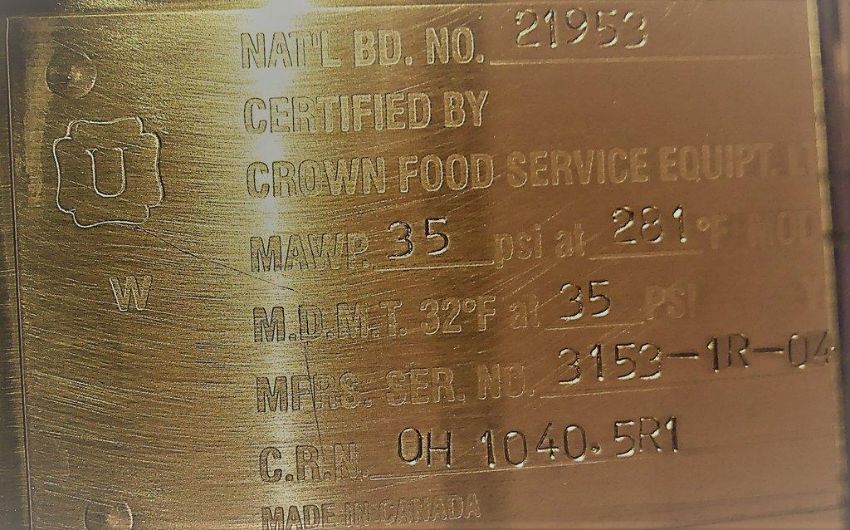 NAT'L BD. NO. 21953
CERTIFIED BY
U
CROWN FOOD SERVICE EQUIPT.
MAWP. 35 psi at 281 °F
W
M.D.M.T. 32°F at 35 PSI
MFRS. SER. NO. 3153-1R-04
C.R.N. OH 1040.5R1
MADE IN CANADA